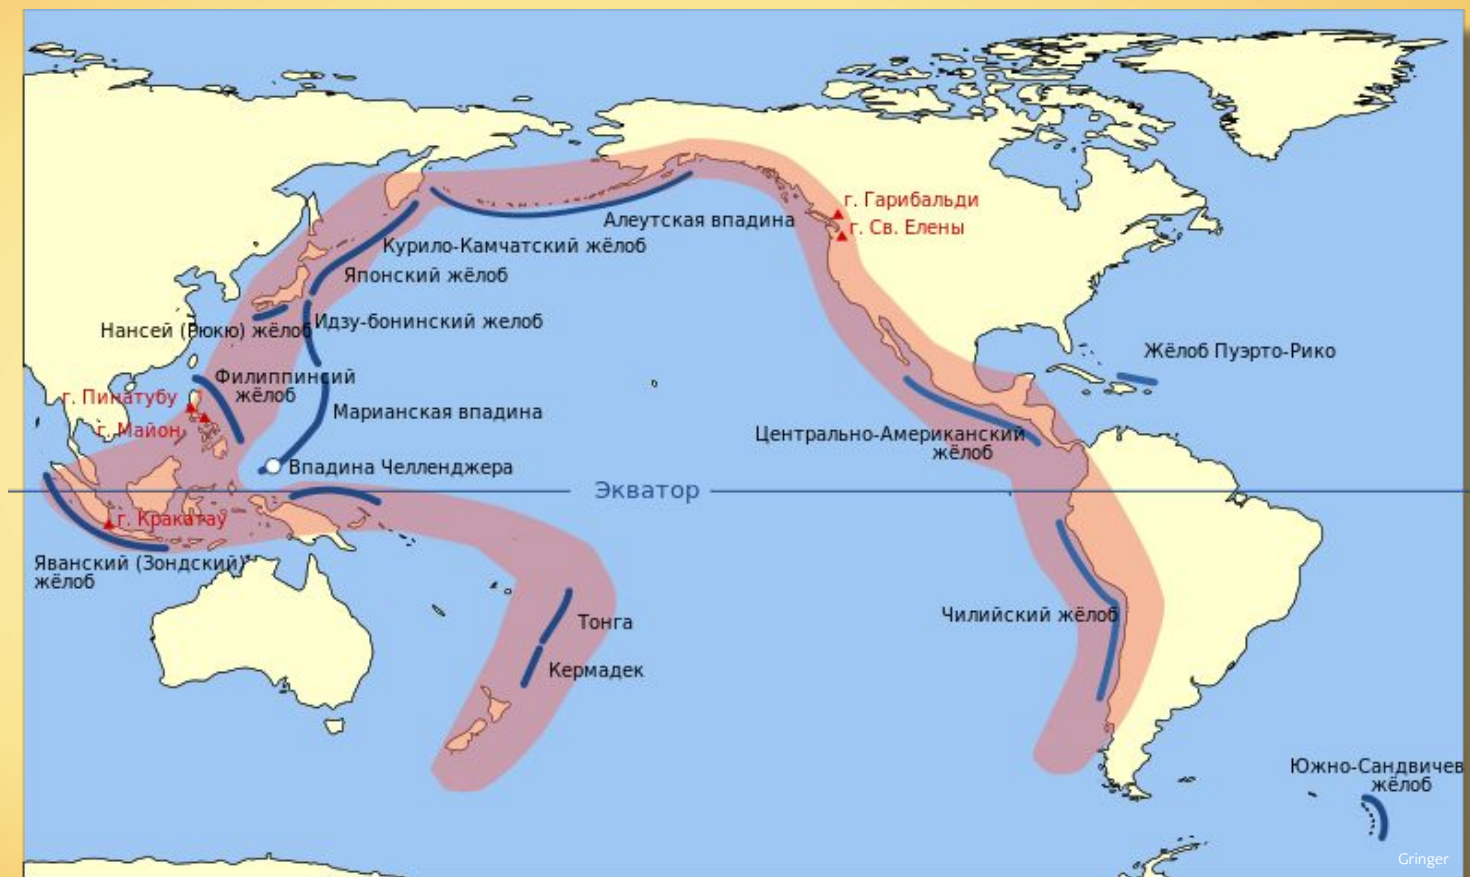 г. Гарибальди
Алеутская впадина
г. Св. Елены
Курило-Камчатский жёлоб
Японский жёлоб
Идзу-бонинский желоб
Нансей (Рюкю) жёлоб
Жёлоб Пуэрто-Рико
Филиппинсий
жёлоб
г. Пинатубу
Марианская впадина
г. Майон
Центрально-Американский
жёлоб
Впадина Челленджера
Экватор
г. Кракатау
Яванский (Зондский)
жёлоб
Чилийский жёлоб
Тонга
Кермадек
Южно-Сандвичев
жёлоб
Gringer